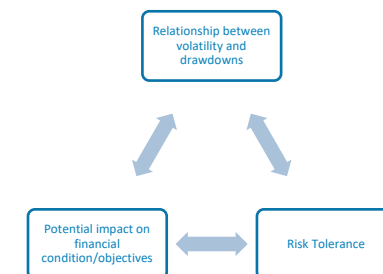 Relationship between
volatility and
drawdowns
Potential impact on
financial
condition/objectives
Risk Tolerance